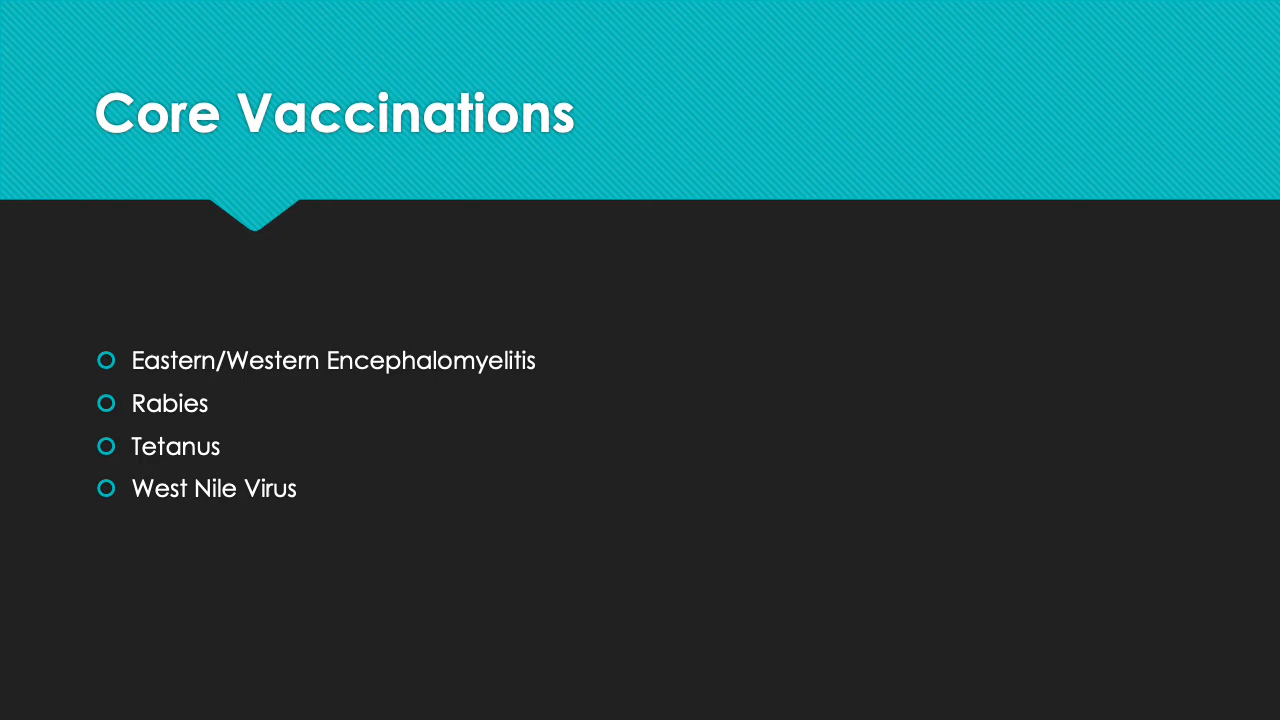 Core Vaccinations
Eastern/Western Encephalomyelitis
Rabies
Tetanus
West Nile Virus